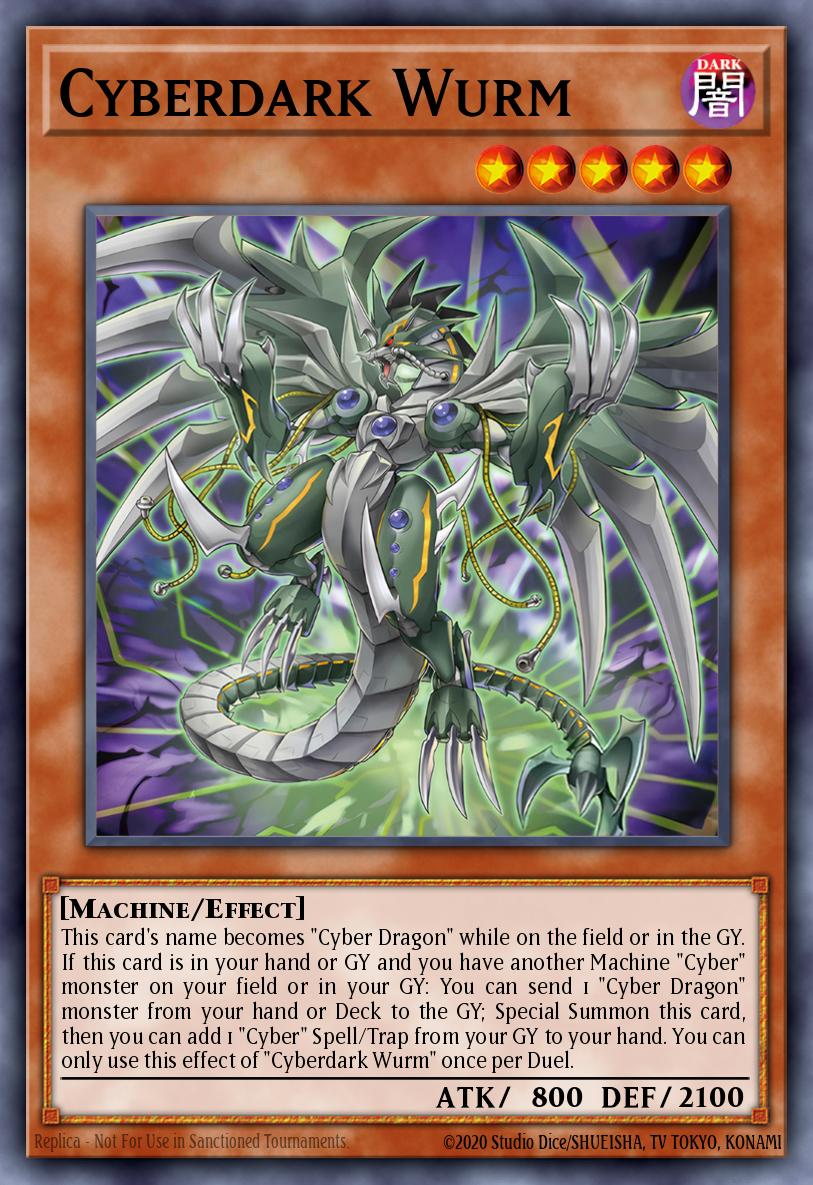 Cyberdark Wurm
DARK
闇
[Machine/Effect]
This card's name becomes "Cyber Dragon" while on the field or in the GY.
If this card is in your hand or GY and you have another Machine "Cyber"
monster on your field or in your GY: You can send 1 "Cyber Dragon"
monster from your hand or Deck to the GY; Special Summon this card,
then you can add 1 "Cyber" Spell/Trap from your GY to your hand. You can
only use this effect of "Cyberdark Wurm" once per Duel.
ATK/ 800 DEF/2100
Replica - Not For Use in Sanctioned Tournaments.
©2020 Studio Dice/SHUEISHA, TV TOKYO, KONAMI